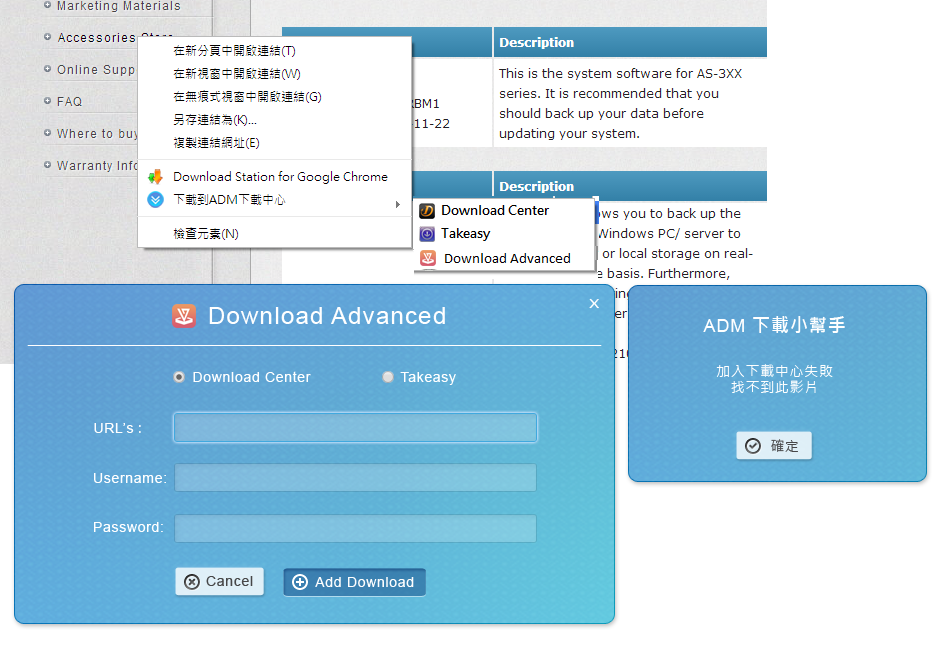 Marketing Materials
Accessories Store
Online Supp
FAQ
Where to buy
Warranty Info
在新分頁中開啟連結(T)
在新視窗中開啟連結(W)
在無痕式視窗中開啟連結(G)
另存連結為(K)...
複製連結網址(E)
Download Station for Google Chrome
下載到ADM下載中心
檢查元素(N)
Download Center
Takeasy
Download Advanced
Description
This is the system software for AS-3XX
series. It is recommended that you
should back up your data before
updating your system.
BM1
11-22
Description
ows you to back up the
Windows PC/ server to
or local storage on real-
e basis. Furthermore,
Download Advanced
Download Center
Takeasy
URL's :
Username:
Password:
Cancel
Add Download
ADM 下載小幫手
加入下載中心失敗
找不到此影片
確定